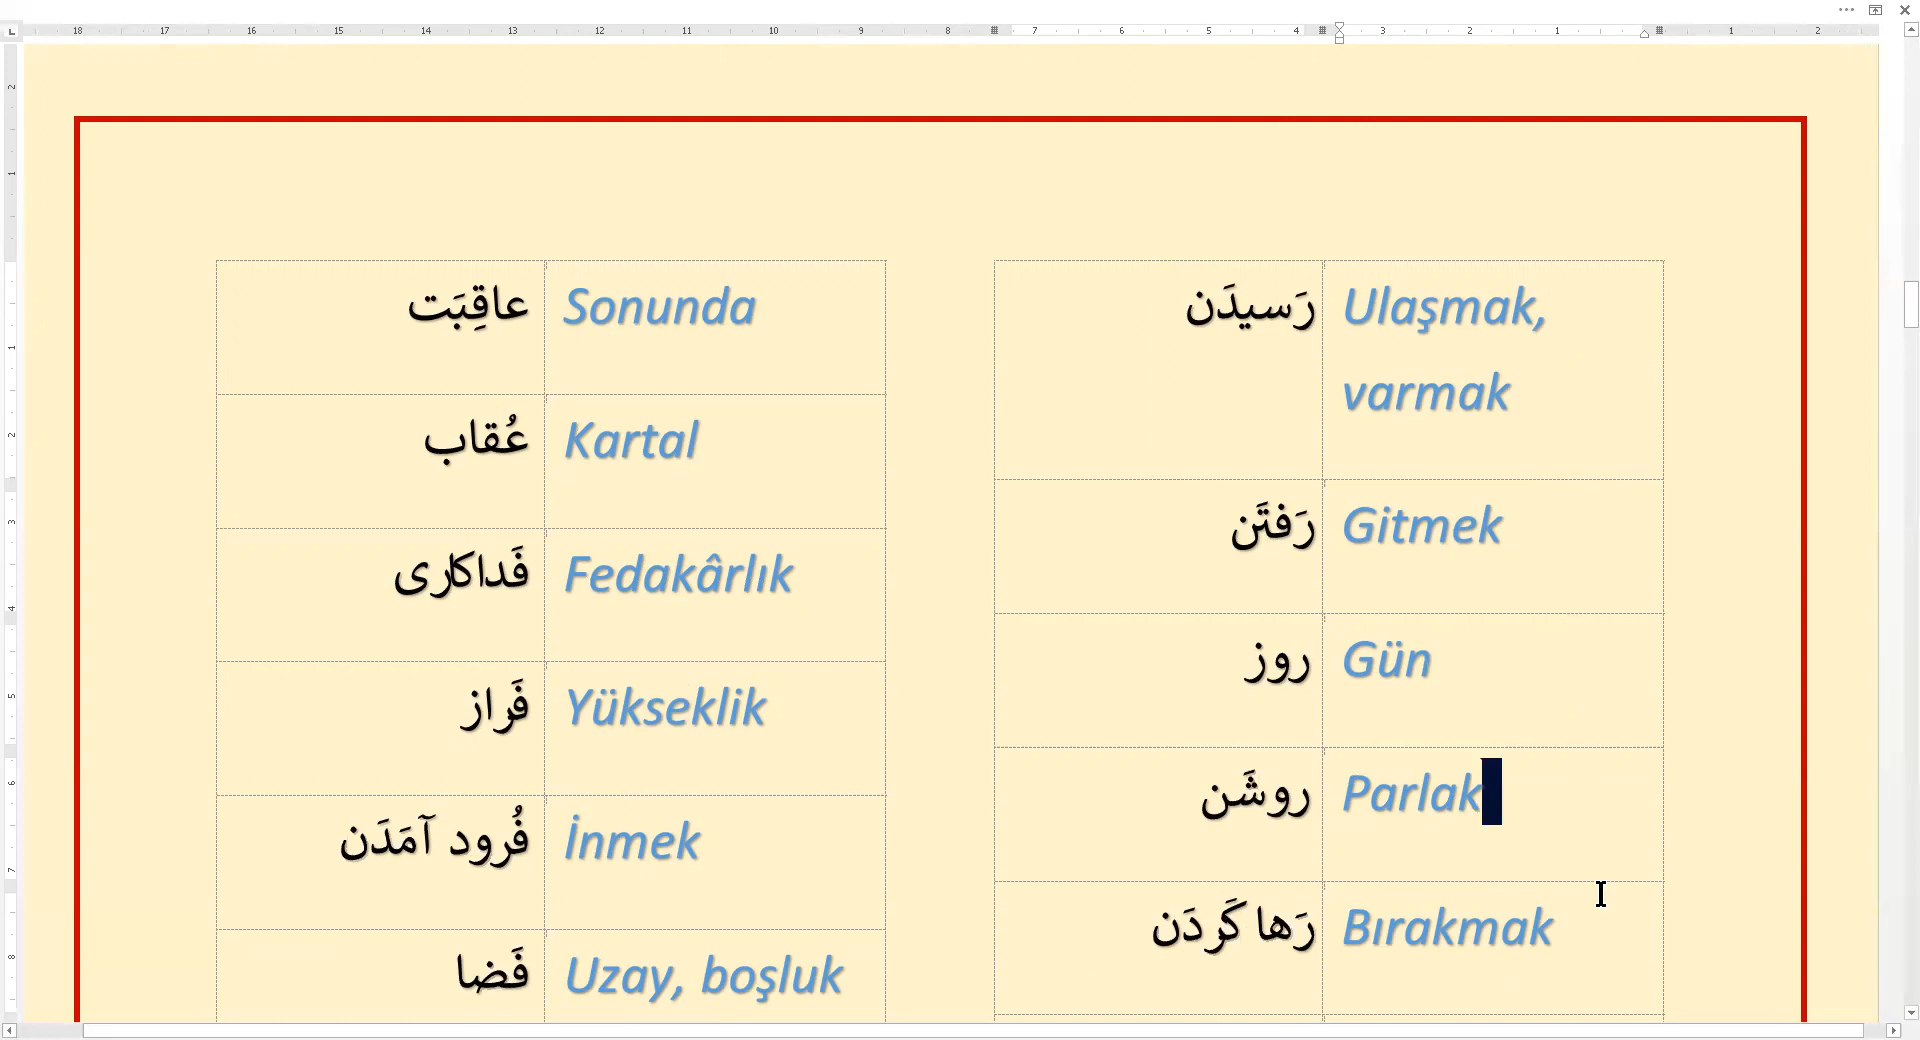 رَسیدَن Ulaşmak,
varmak
رَفتَن Gitmek
روز Gün
روشَن Parlak
رَها کَردَن Bırakmak
عاقِبَت Sonunda
عُقاب Kartal
فَداکاری Fedakârlık
فَراز Yükseklik
فُرود آمَدَن İnmek
فَضا Uzay, boşluk